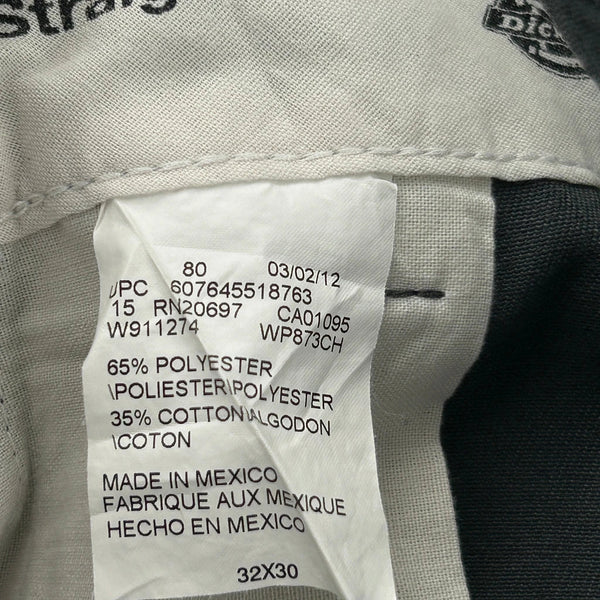 Straig
Dick
80 03/02/12
UPC 607645518763
15 RN20697 CA01095
W911274 WP873CH
65% POLYESTER
\POLIESTER\POLYESTER
35% COTTON\ALGODON
\COTON
MADE IN MEXICO
FABRIQUE AUX MEXIQUE
HECHO EN MEXICO
32X30